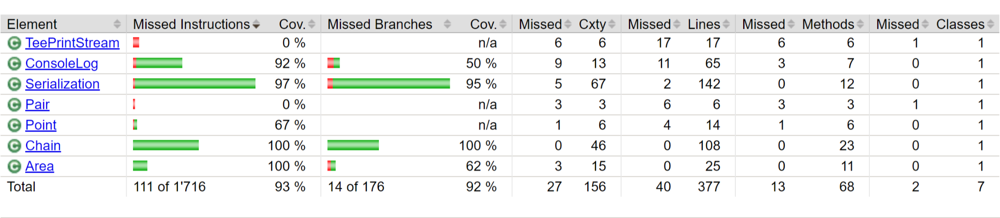 Element Missed Instructions Cov. Missed Branches Cov. Missed Cxty Missed Lines Missed Methods Missed Classes
C TeePrintStream 0 % n/a 6 6 17 17 6 6 1 1
C ConsoleLog 92 % 50 % 9 13 11 65 3 7 0 1
C Serialization 97 % 95 % 5 67 2 142 0 12 0 1
C Pair 0 % n/a 3 3 6 6 3 3 1 1
C Point 67 % n/a 1 6 4 14 1 6 0 1
C Chain 100 % 100 % 0 46 0 108 0 23 0 1
C Area 100 % 62 % 3 15 0 25 0 11 0 1
Total 111 of 1'716 93 % 14 of 176 92 % 27 156 40 377 13 68 2 7